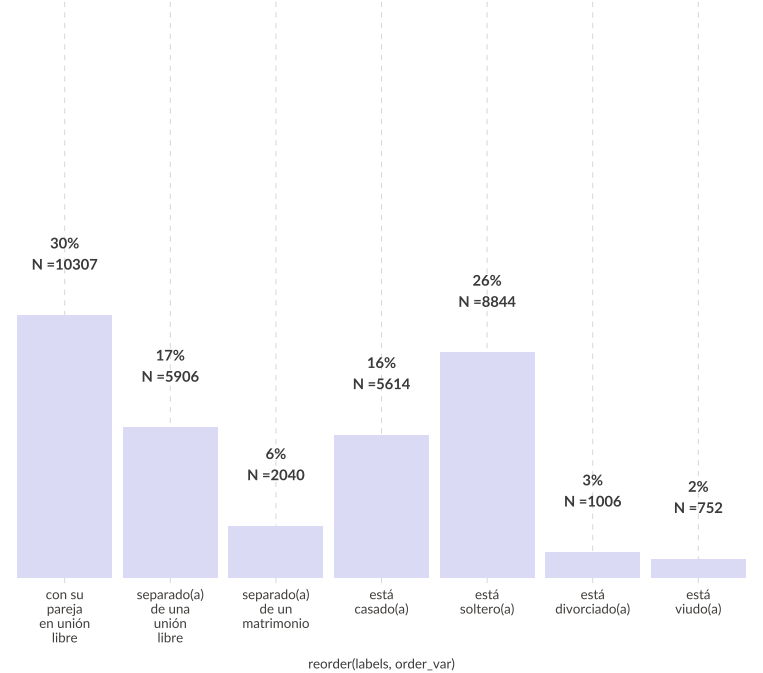 30%
N =10307
26%
N =8844
17%
N =5906
16%
N =5614
6%
N =2040
3%
N =1006
2%
N =752
con su
pareja
en unión
libre
separado(a)
de una
unión
libre
separado(a)
de un
matrimonio
está
casado(a)
está
soltero(a)
está
divorciado(a)
está
viudo(a)
reorder(labels, order_var)